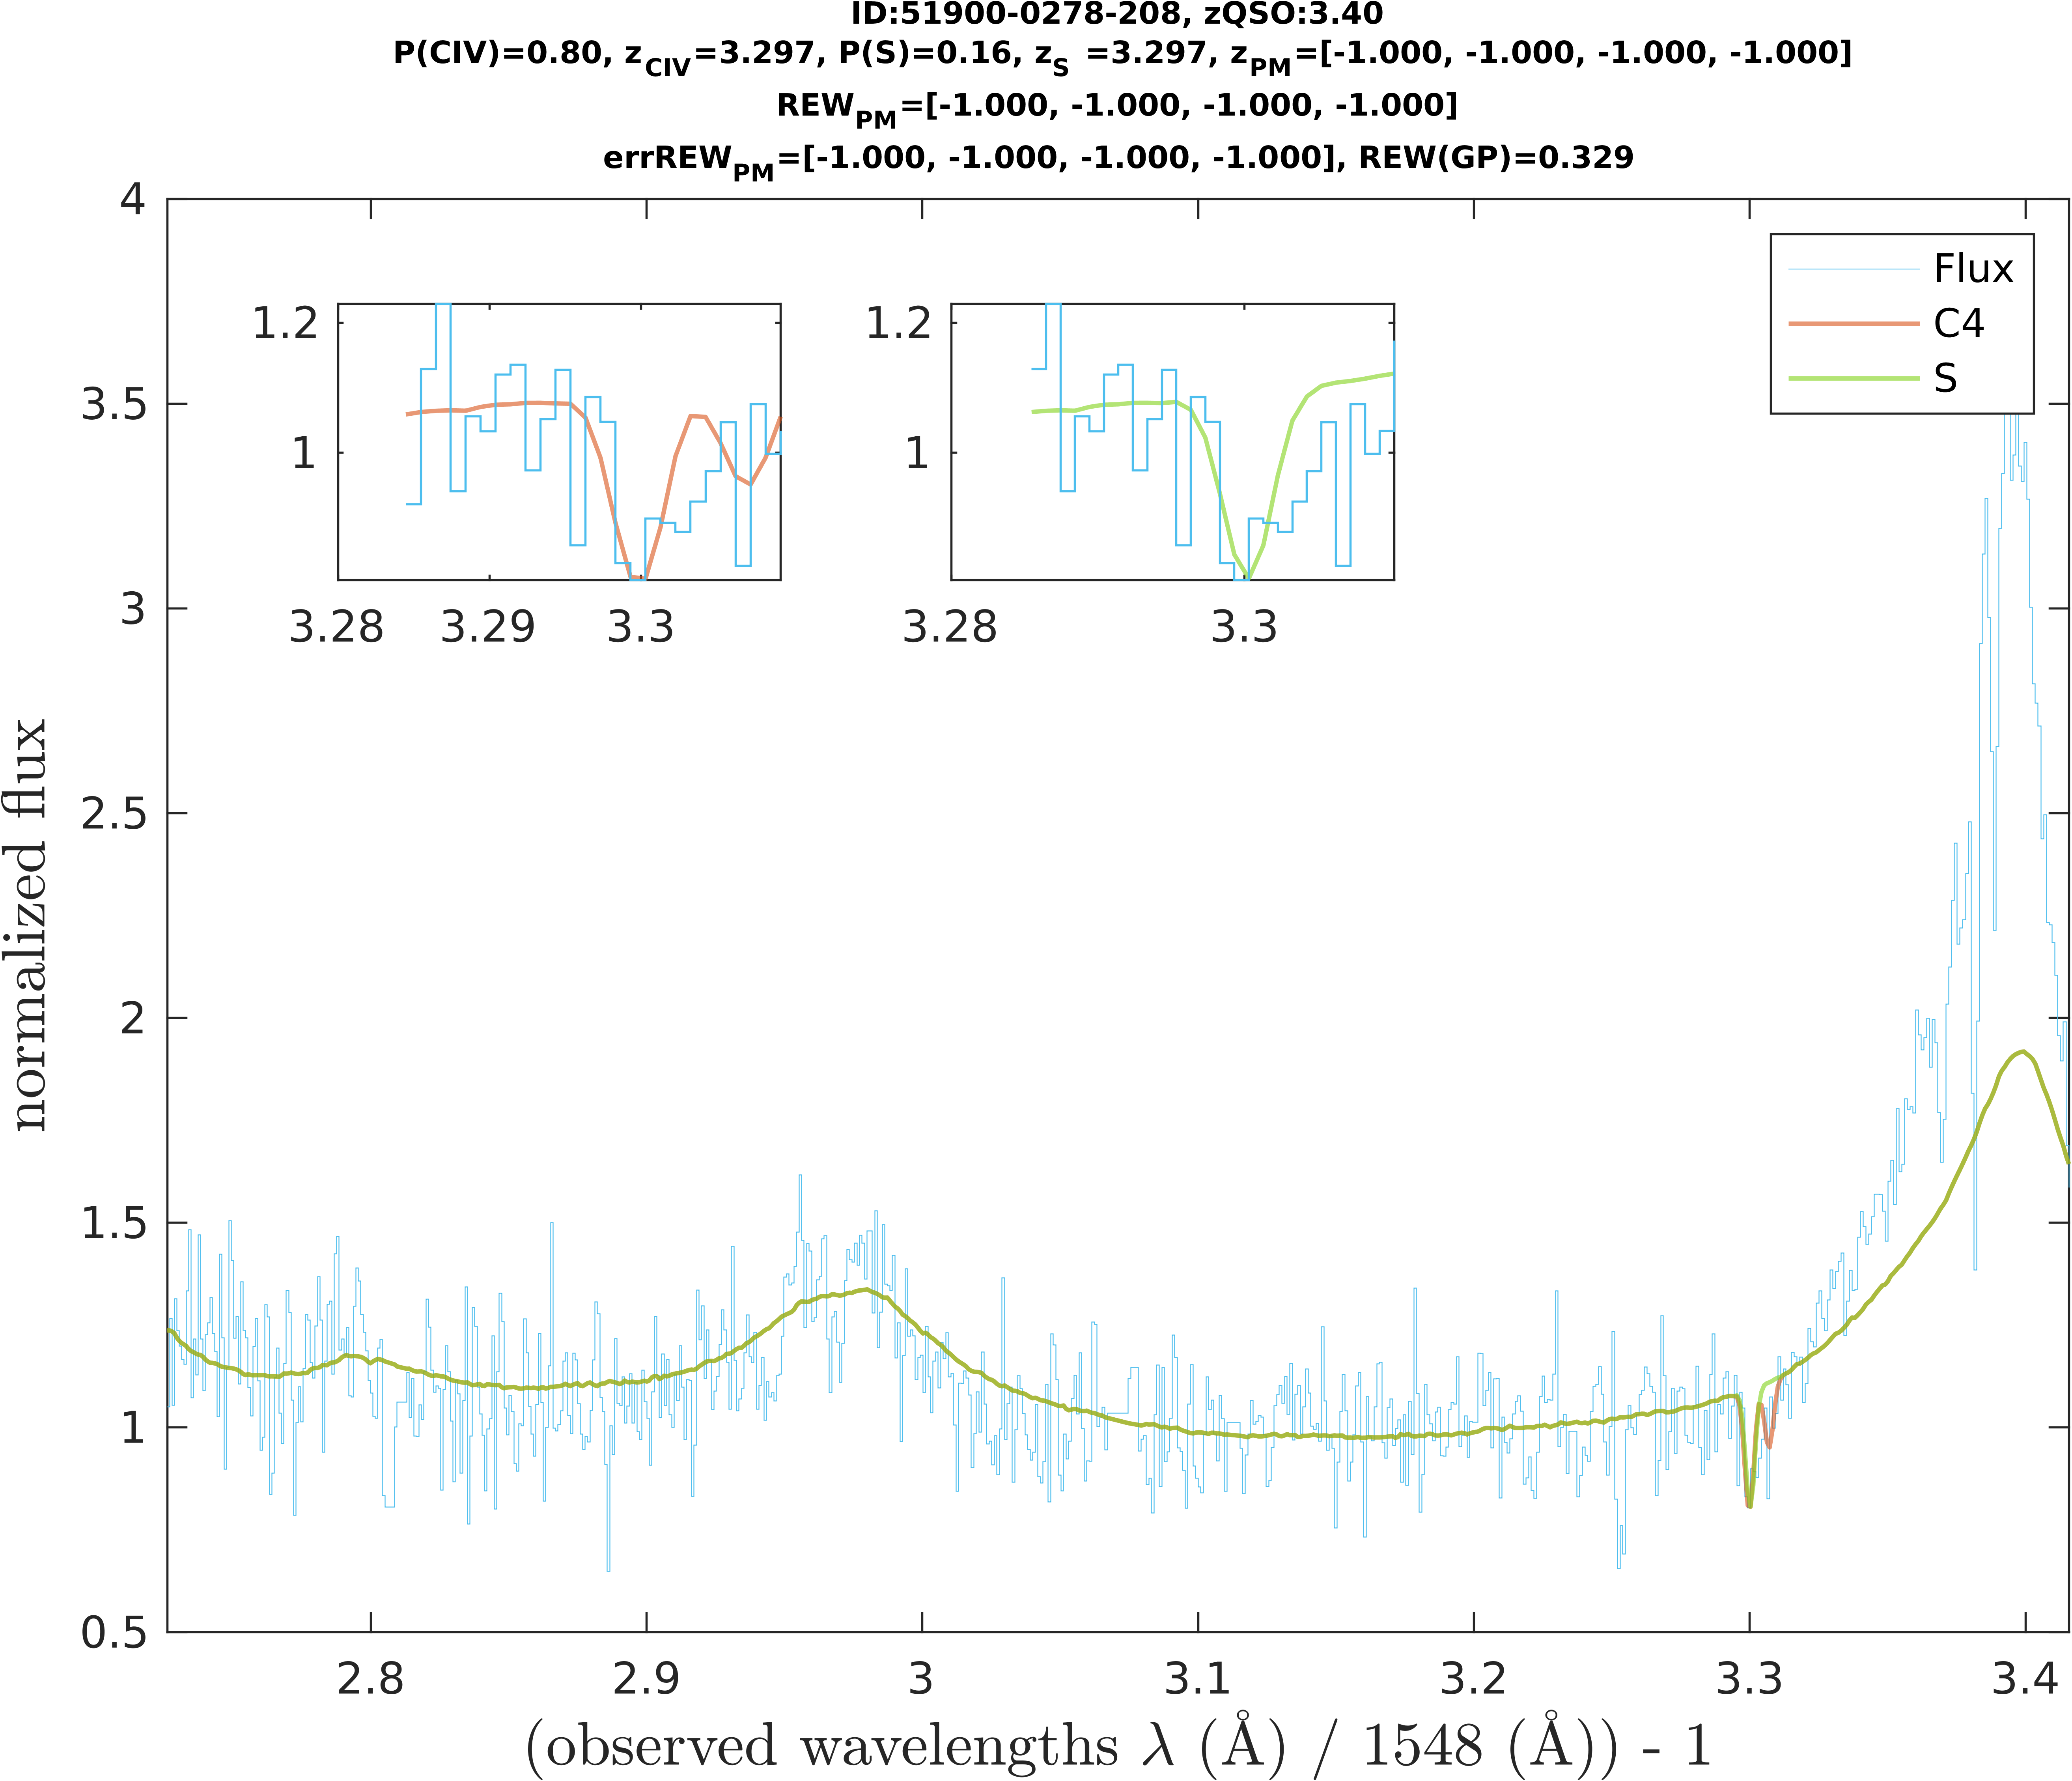 ID:51900-0278-208, zQSO:3.40
P(CIV)=0.80, zCIV=3.297, P(S)=0.16, zS =3.297, zPM=[-1.000, -1.000, -1.000, -1.000]
REWPM=[-1.000, -1.000, -1.000, -1.000]
errREWPM=[-1.000, -1.000, -1.000, -1.000], REW(GP)=0.329
4
3.5
3
2.5
2
1.5
1
0.5
normalized flux
1.2
1
3.28 3.29 3.3
1.2
1
3.28 3.3
Flux
C4
S
2.8 2.9 3 3.1 3.2 3.3 3.4
(observed wavelengths λ (Å) / 1548 (Å)) - 1